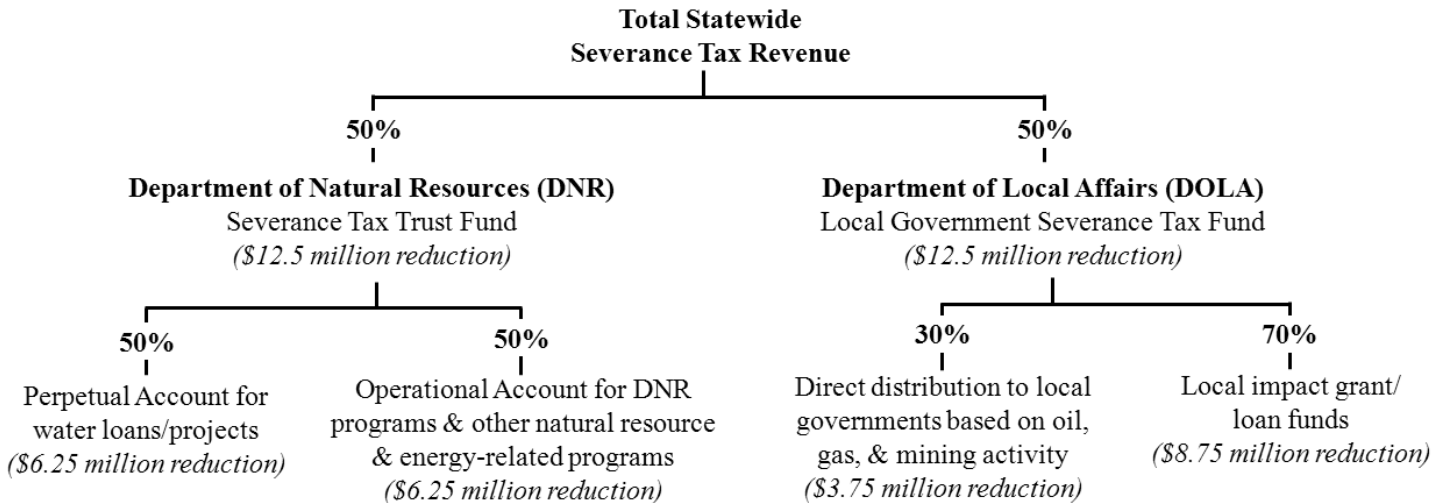 Total Statewide
Severance Tax Revenue
50%
50%
Department of Natural Resources (DNR)
Severance Tax Trust Fund
($12.5 million reduction)
Department of Local Affairs (DOLA)
Local Government Severance Tax Fund
($12.5 million reduction)
50%
50%
30%
70%
Perpetual Account for
water loans/projects
($6.25 million reduction)
Operational Account for DNR
programs & other natural resource
& energy-related programs
($6.25 million reduction)
Direct distribution to local
governments based on oil,
gas, & mining activity
($3.75 million reduction)
Local impact grant/
loan funds
($8.75 million reduction)